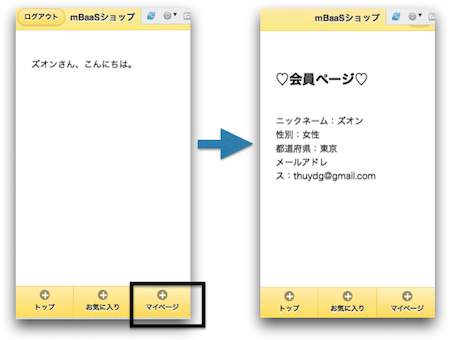 ログアウト mBaaSショップ
ズオンさん、こんにちは。
トップ お気に入り マイページ
mBaaSショップ
♡会員ページ♡
ニックネーム：ズオン
性別：女性
都道府県：東京
メールアドレ
ス：thuydg@gmail.com
トップ お気に入り マイページ